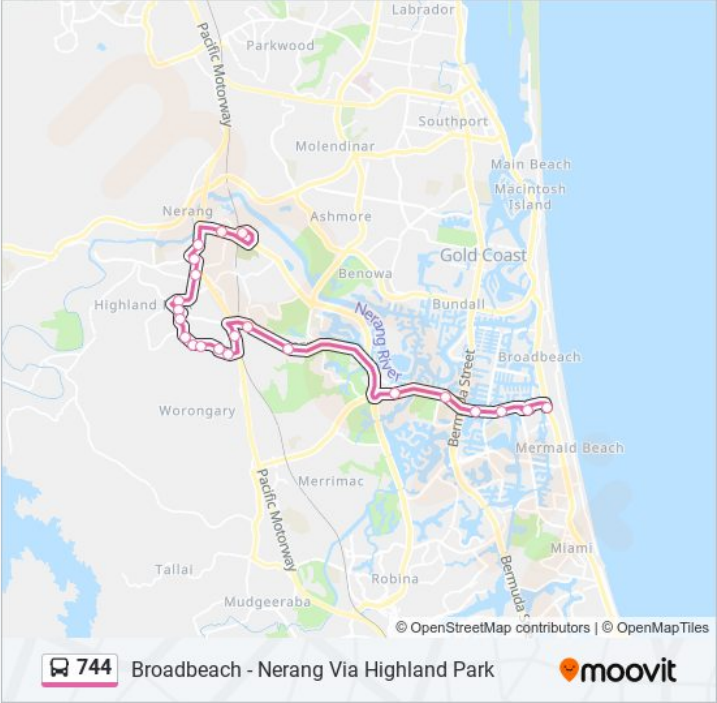 Labrador
Parkwood
Pacific Motorway
Southport
Molendinar
Main Beach
Macintosh
Island
Nerang
Ashmore
Gold Coast
Benowa
Highland
Bundall
Nerang River
Broadbeach
Bermuda Street
Worongary
Mermaid Beach
Pacific Motorway
Merrimac
Miami
Tallai
Robina
Bermuda S
Mudgeeraba
© OpenStreetMap contributors | © OpenMapTiles
744 Broadbeach - Nerang Via Highland Park
moovit